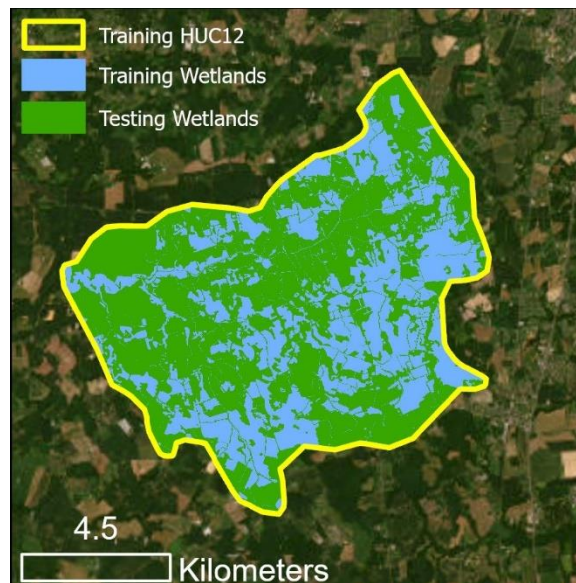 Training HUC12
Training Wetlands
Testing Wetlands
4.5
Kilometers